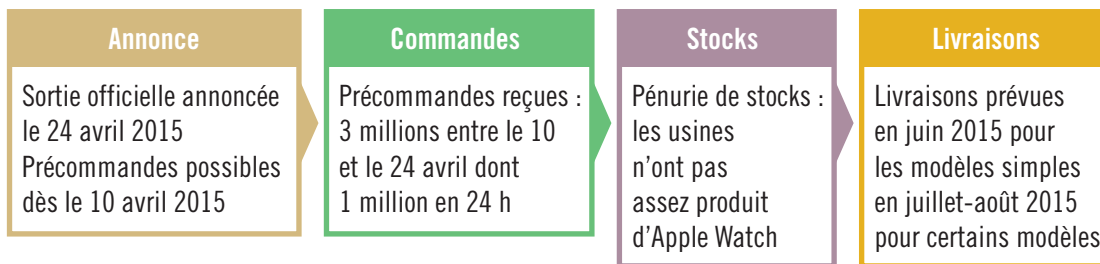 Annonce
Sortie officielle annoncée
le 24 avril 2015
Précommandes possibles
dès le 10 avril 2015
Commandes
Précommandes reçues :
3 millions entre le 10
et le 24 avril dont
1 million en 24 h
Stocks
Pénurie de stocks :
les usines
n’ont pas
assez produit
d’Apple Watch
Livraisons
Livraisons prévues
en juin 2015 pour
les modèles simples
en juillet-août 2015
pour certains modèles